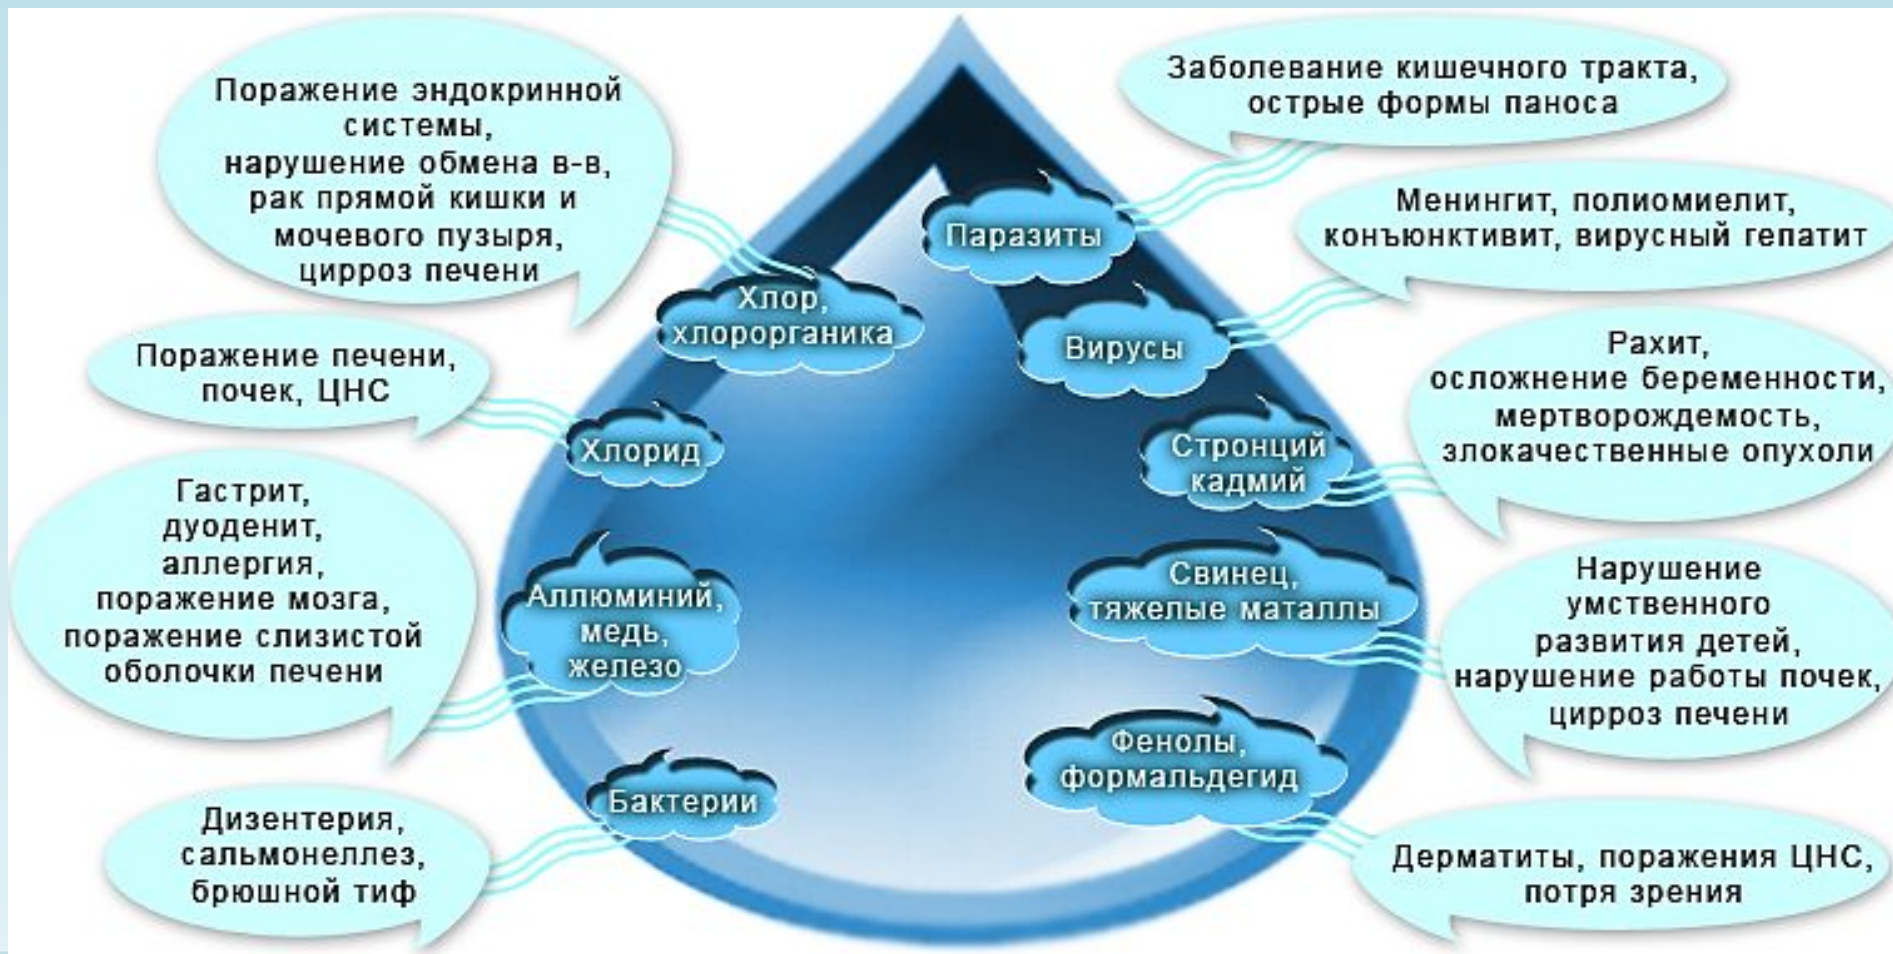 Поражение эндокринной
системы,
нарушение обмена в-в,
рак прямой кишки и
мочевого пузыря,
цирроз печени
Хлор,
хлорорганика
Поражение печени,
почек, ЦНС
Хлорид
Гастрит,
дуоденит,
аллергия,
поражение мозга,
поражение слизистой
оболочки печени
Аллюминий,
медь,
железо
Дизентерия,
сальмонеллез,
брюшной тиф
Бактерии
Заболевание кишечного тракта,
острые формы паноса
Паразиты
Менингит, полиомиелит,
конъюнктивит, вирусный гепатит
Вирусы
Рахит,
осложнение беременности,
мертворождемость,
злокачественные опухоли
Стронций
кадмий
Нарушение
умственного
развития детей,
нарушение работы почек,
цирроз печени
Свинец,
тяжелые маталлы
Дерматиты, поражения ЦНС,
потря зрения
Фенолы,
формальдегид